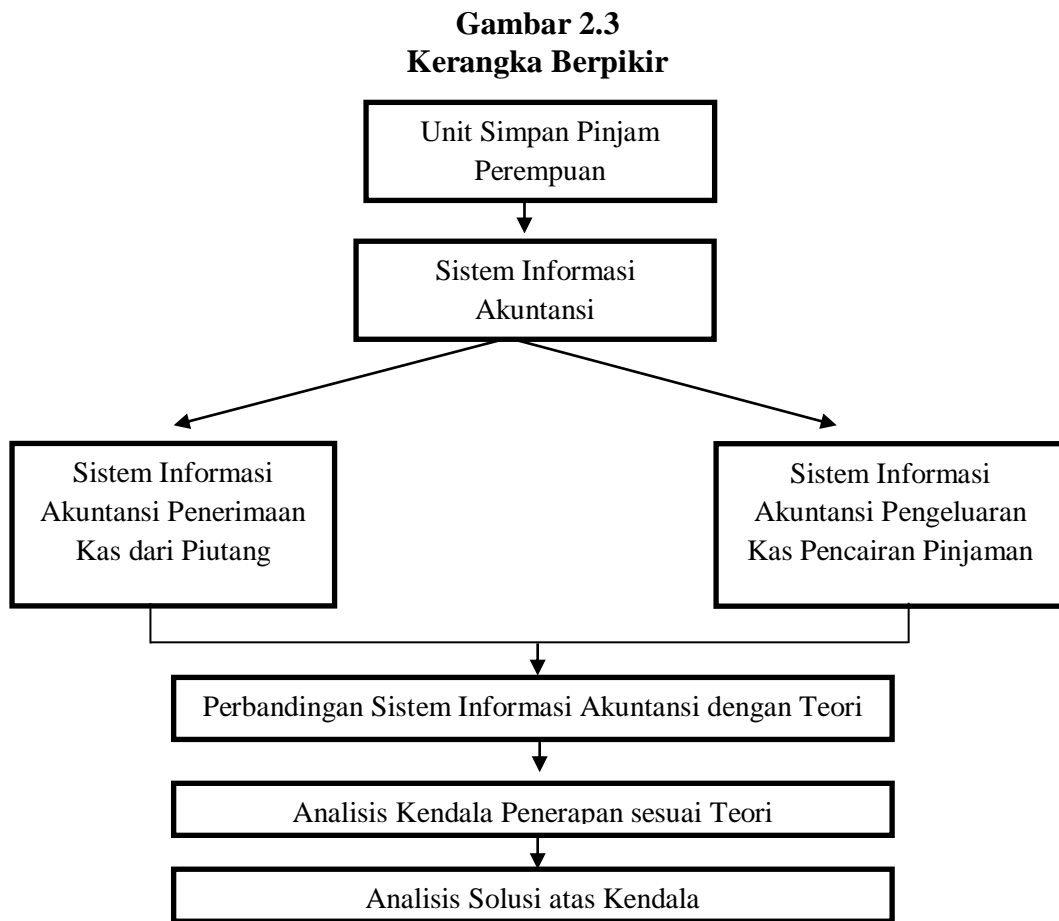 Gambar 2.3
Kerangka Berpikir
Unit Simpan Pinjam
Perempuan
Sistem Informasi
Akuntansi
Sistem Informasi
Akuntansi Penerimaan
Kas dari Piutang
Sistem Informasi
Akuntansi Pengeluaran
Kas Pencairan Pinjaman
Perbandingan Sistem Informasi Akuntansi dengan Teori
Analisis Kendala Penerapan sesuai Teori
Analisis Solusi atas Kendala